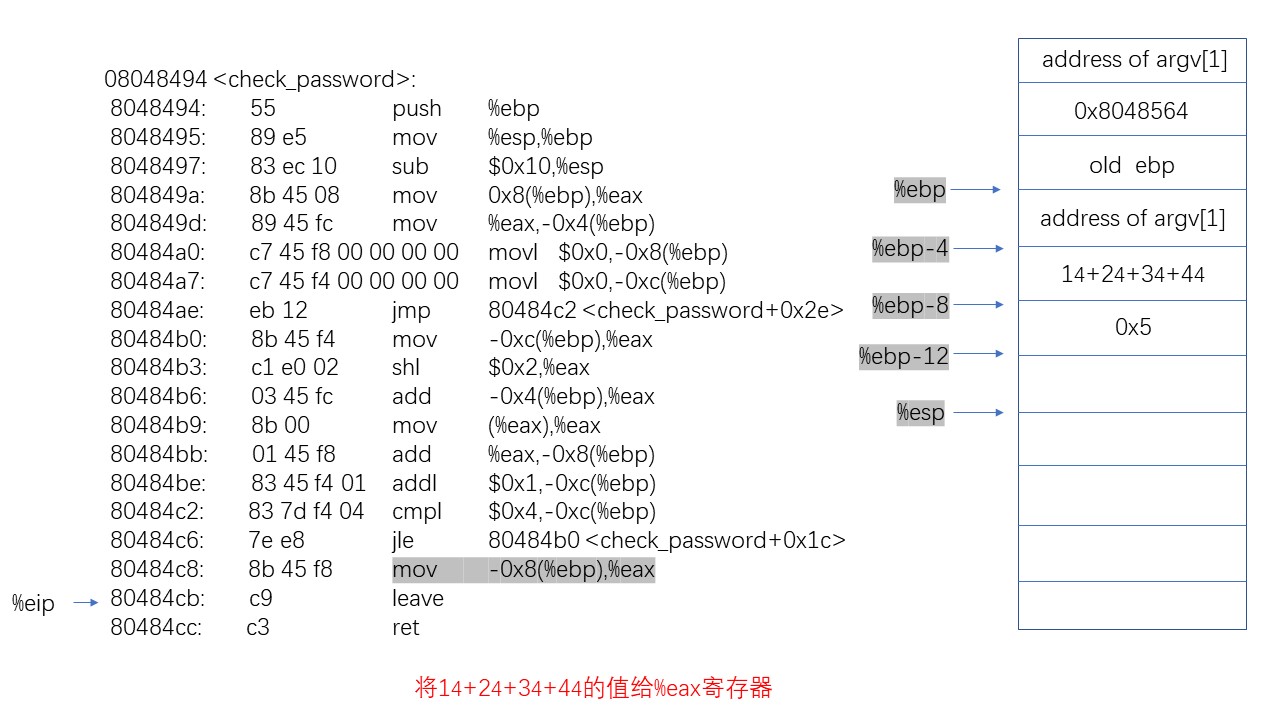 08048494 <check_password>:
8048494: 55 push %ebp
8048495: 89 e5 mov %esp,%ebp
8048497: 83 ec 10 sub $0x10,%esp
804849a: 8b 45 08 mov 0x8(%ebp),%eax
804849d: 89 45 fc mov %eax,-0x4(%ebp)
80484a0: c7 45 f8 00 00 00 00 movl $0x0,-0x8(%ebp)
80484a7: c7 45 f4 00 00 00 00 movl $0x0,-0xc(%ebp)
80484ae: eb 12 jmp 80484c2 <check_password+0x2e>
80484b0: 8b 45 f4 mov -0xc(%ebp),%eax
80484b3: c1 e0 02 shl $0x2,%eax
80484b6: 03 45 fc add -0x4(%ebp),%eax
80484b9: 8b 00 mov (%eax),%eax
80484bb: 01 45 f8 add %eax,-0x8(%ebp)
80484be: 83 45 f4 01 addl $0x1,-0xc(%ebp)
80484c2: 83 7d f4 04 cmpl $0x4,-0xc(%ebp)
80484c6: 7e e8 jle 80484b0 <check_password+0x1c>
80484c8: 8b 45 f8 mov -0x8(%ebp),%eax
%eip
80484cb: c9 leave
80484cc: c3 ret
%ebp
%ebp-4
%ebp-8
%ebp-12
%esp
address of argv[1]
0x8048564
old ebp
address of argv[1]
14+24+34+44
0x5
将14+24+34+44的值给%eax寄存器